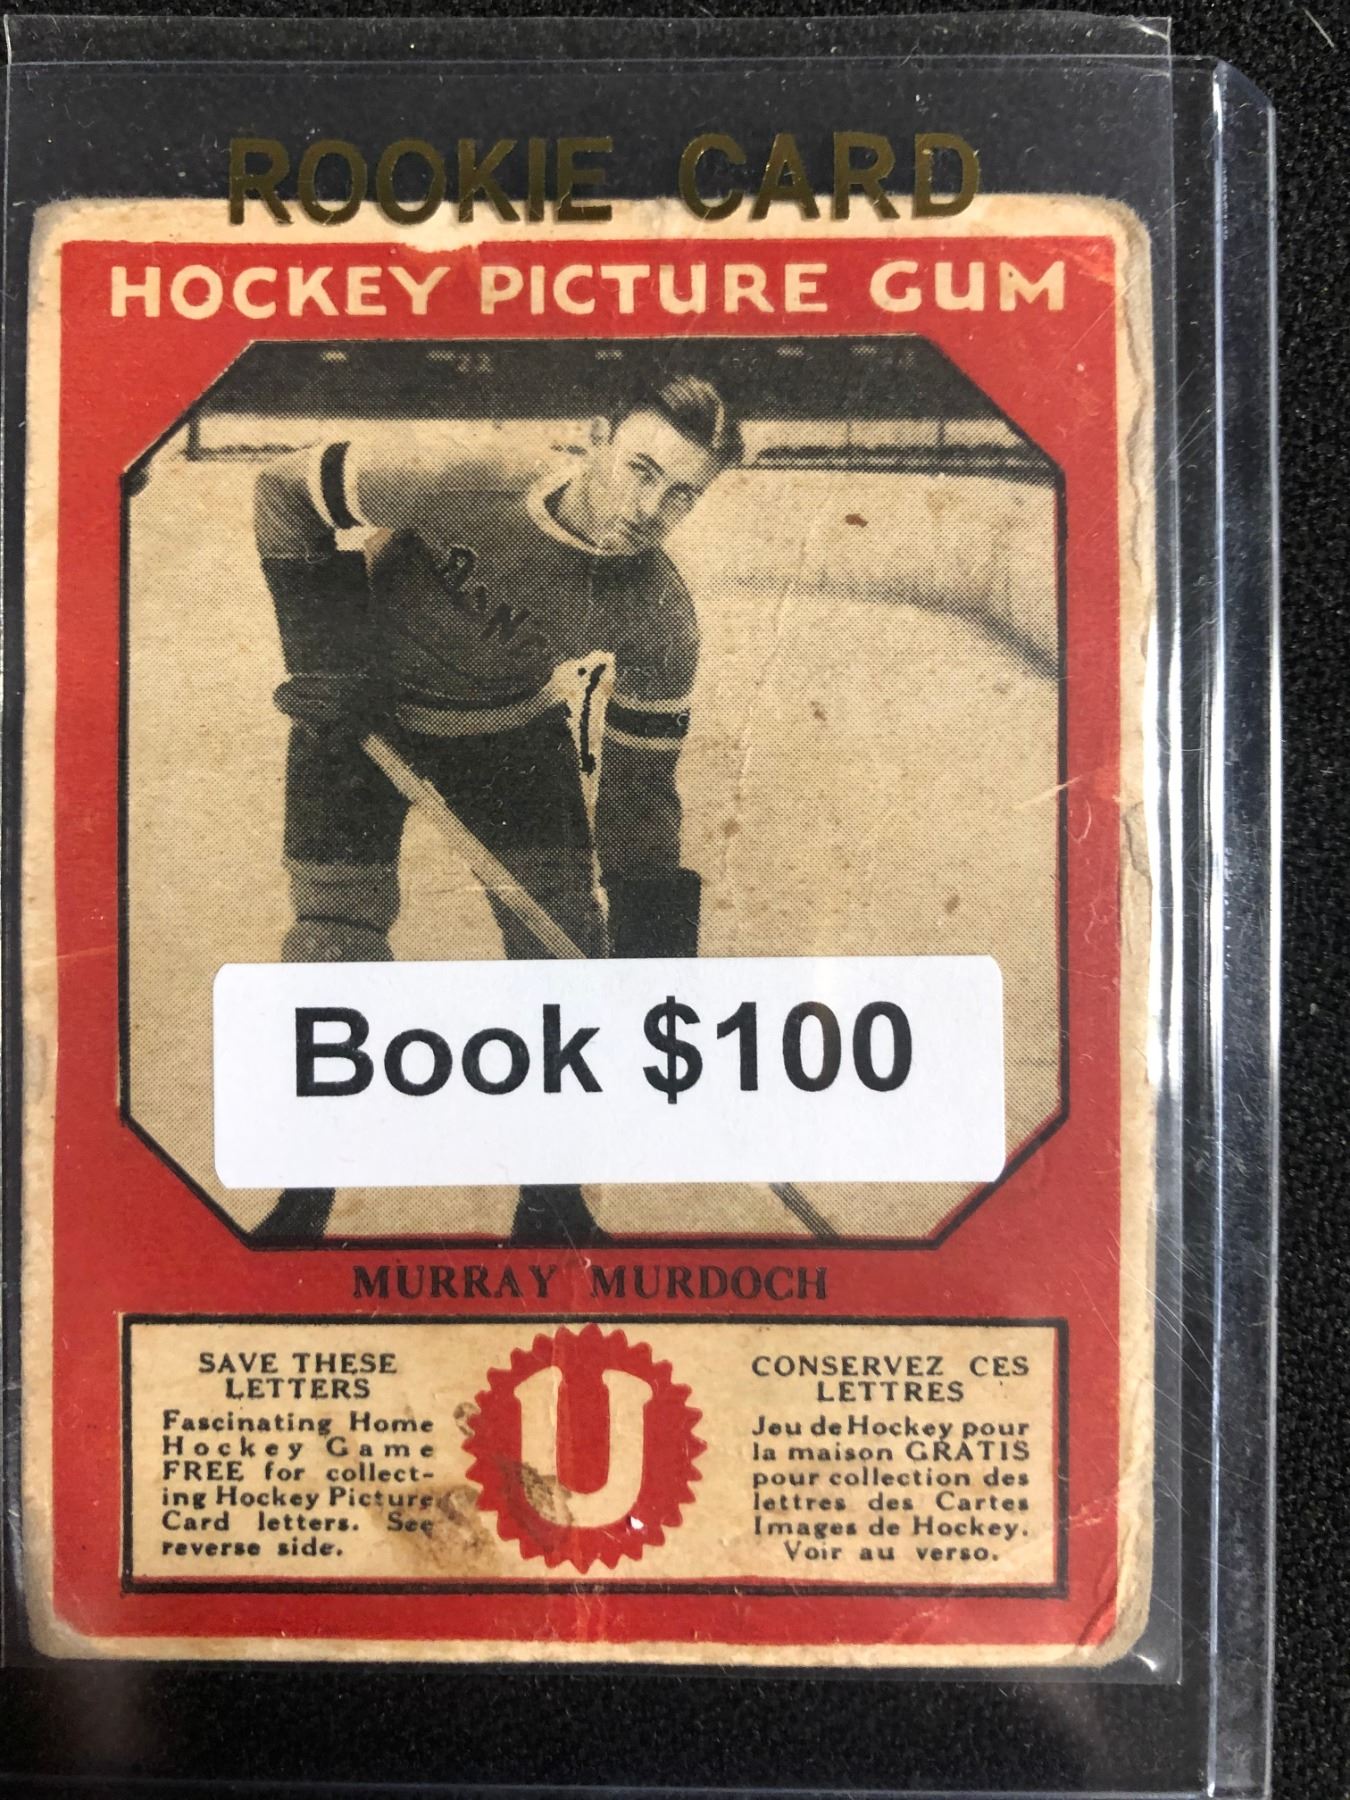 ROOKIE CARD
HOCKEY PICTURE GUM
22
RANG
Book $100
MURRAY MURDOCH
SAVE THESE
LETTERS
Fascinating Home
Hockey Game
FREE for collect-
ing Hockey Picture
Card letters. See
reverse side.
U
CONSERVEZ CES
LETTRES
Jeu de Hockey pour
la maison GRATIS
pour collection des
lettres des Cartes
Images de Hockey.
Voir au verso.